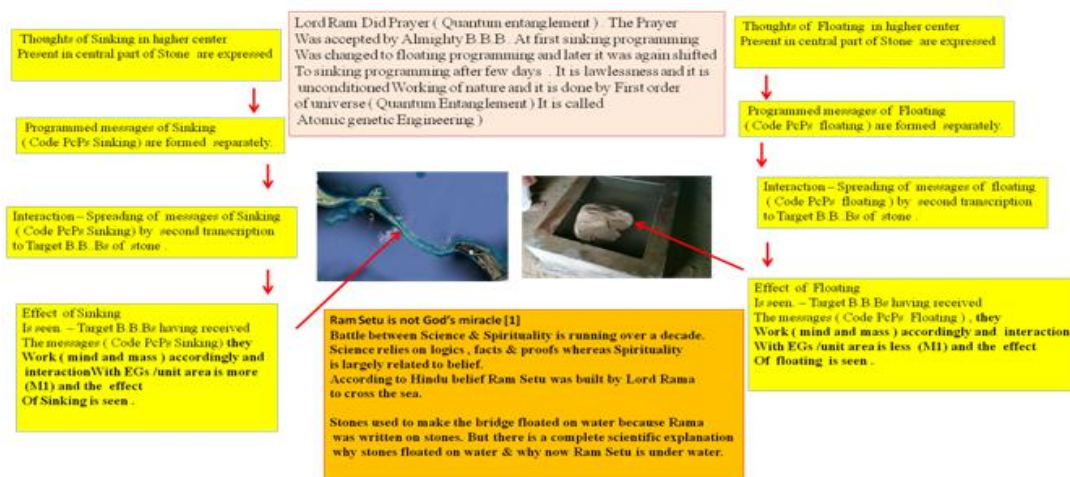 Thoughts of Sinking in higher center
Present in central part of Stone are expressed
Programmed messages of Sinking
( Code PcPs Sinking) are formed separately.
Interaction – Spreading of messages of Sinking
( Code PcPs Sinking) by second transcription
to Target B.B..Bs of stone .
Effect of Sinking
Is seen. – Target B.B.Bs having received
The messages ( Code PcPs Sinking) they
Work ( mind and mass ) accordingly and
interactionWith EGs /unit area is more
(M1) and the effect
Of Sinking is seen .
Lord Ram Did Prayer ( Quantum entanglement ) . The Prayer
Was accepted by Almighty B.B.B . At first sinking programming
Was changed to floating programming and later it was again shifted
To sinking programming after few days . It is lawlessness and it is
unconditioned Working of nature and it is done by First order
of universe ( Quantum Entanglement ) It is called
Atomic genetic Engineering )
Ram Setu is not God's miracle [1]
Battle between Science & Spirituality is running over a decade.
Science relies on logics , facts & proofs whereas Spirituality
is largely related to belief.
According to Hindu belief Ram Setu was built by Lord Rama
to cross the sea.
Stones used to make the bridge floated on water because Rama
was written on stones. But there is a complete scientific explanation
why stones floated on water & why now Ram Setu is under water.
Thoughts of Floating in higher center
Present in central part of Stone are expressed
Programmed messages of Floating
( Code PcPs floating) are formed separately.
Interaction – Spreading of messages of floating
( Code PcPs floating ) by second transcription
to Target B.B..Bs of stone .
Effect of Floating
Is seen. – Target B.B.Bs having received
The messages ( Code PcPs Floating ) , they
Work ( mind and mass ) accordingly and interaction
With EGs /unit area is less (M1) and the effect
Of floating is seen .